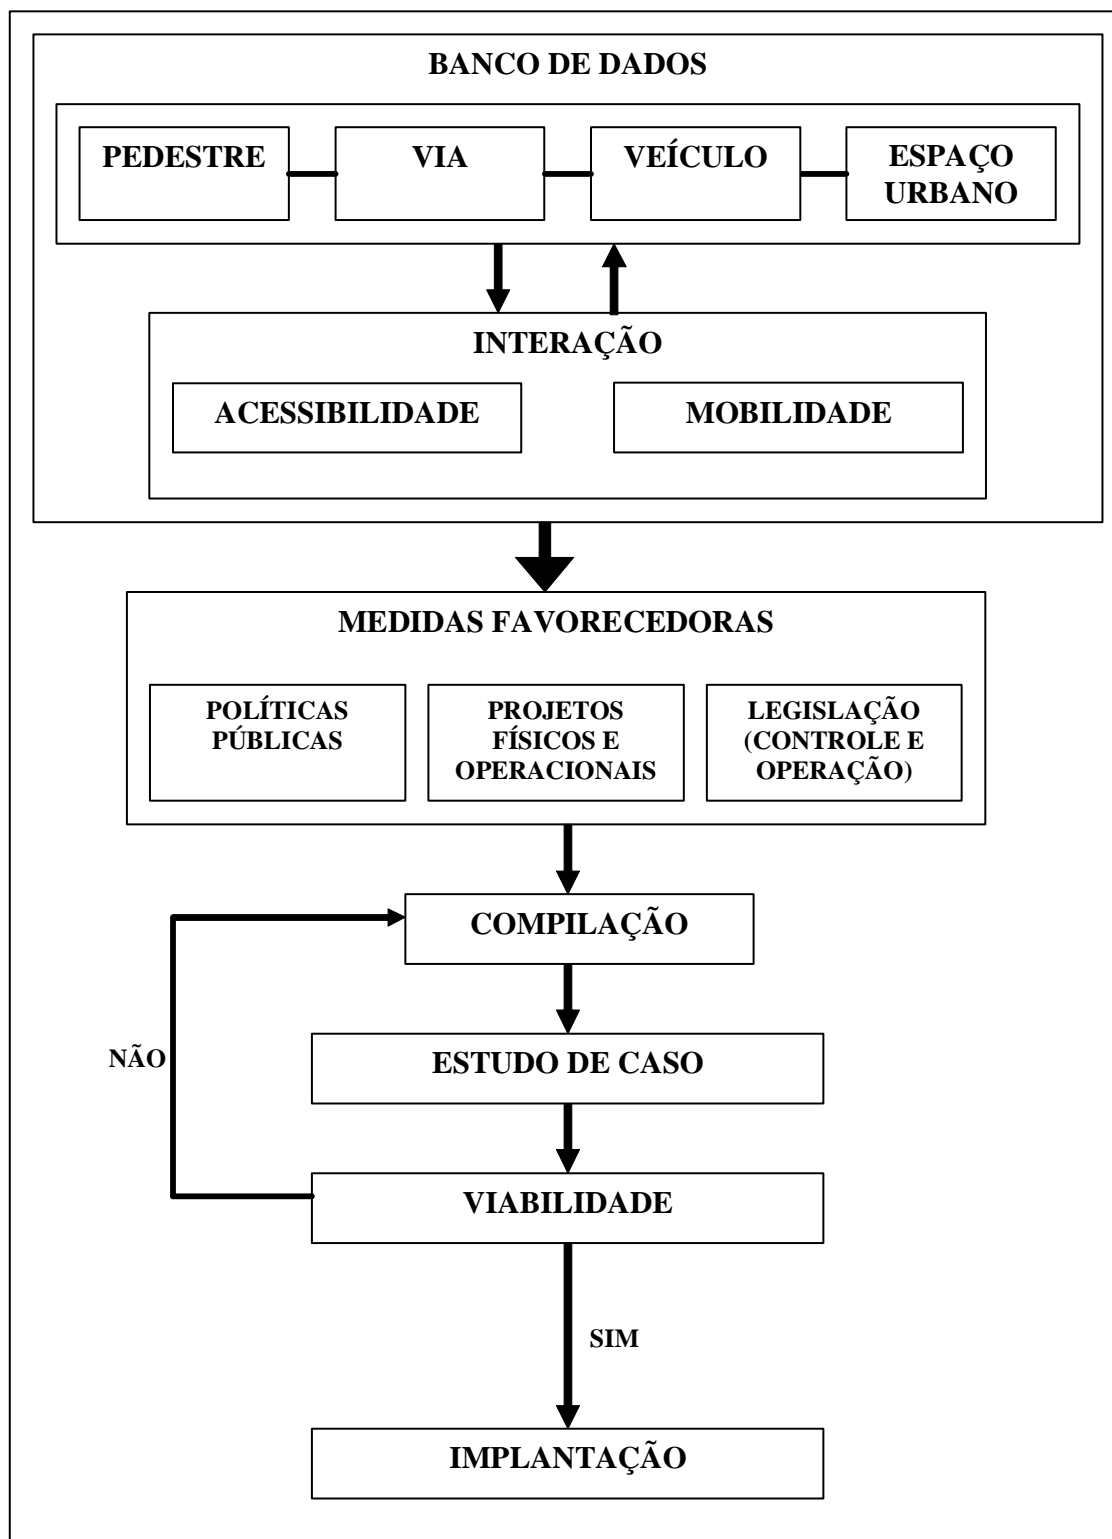 BANCO DE DADOS
PEDESTRE
VIA
VEÍCULO
ESPAÇO
URBANO
INTERAÇÃO
ACESSIBILIDADE
MOBILIDADE
MEDIDAS FAVORECEDORAS
POLÍTICAS
PÚBLICAS
PROJETOS
FÍSICOS E
OPERACIONAIS
LEGISLAÇÃO
(CONTROLE E
OPERAÇÃO)
COMPILAÇÃO
NÃO
ESTUDO DE CASO
VIABILIDADE
SIM
IMPLANTAÇÃO